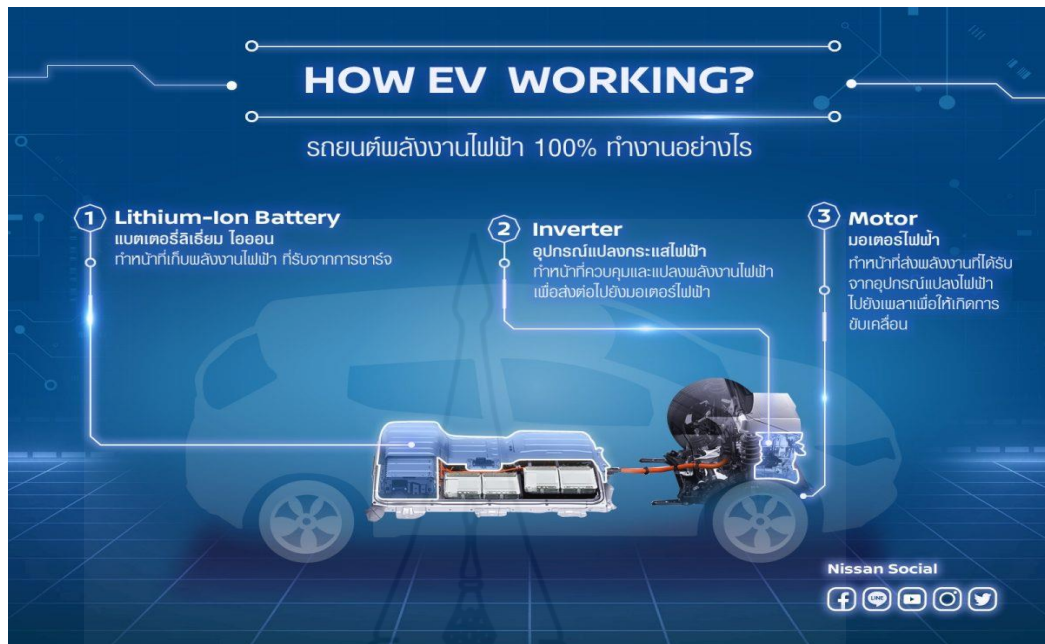 HOW EV WORKING?
รถยนต์พลังงานไฟฟ้า 100% ทำงานอย่างไร
1 Lithium-Ion Battery
แบตเตอรี่ลิเธี่ยม ไอออน
ทำหน้าที่เก็บพลังงานไฟฟ้า ที่รับจากการชาร์จ
2 Inverter
อุปกรณ์แปลงกระแสไฟฟ้า
ทำหน้าที่ควบคุมและแปลงพลังงานไฟฟ้า
เพื่อส่งต่อไปยังมอเตอร์ไฟฟ้า
3 Motor
มอเตอร์ไฟฟ้า
ทำหน้าที่ส่งพลังงานที่ได้รับ
จากอุปกรณ์แปลงไฟฟ้า
ไปยังเพลาเพื่อให้เกิดการ
ขับเคลื่อน
Nissan Social
LINE